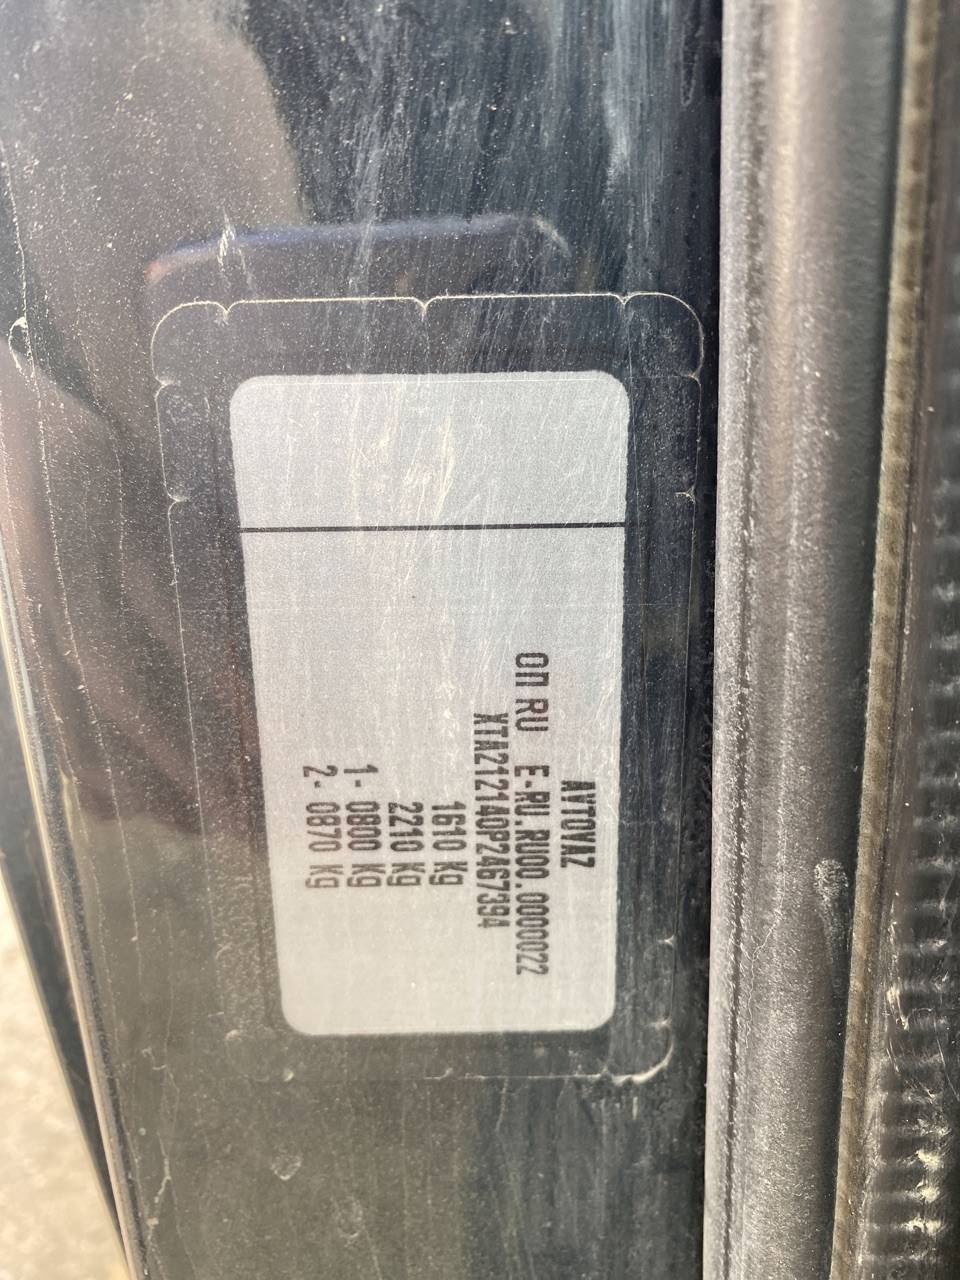 AVTOVAZ
ОП RU E-RU.RU00.0000022
XTA212140P2467394
1610 Kg
2210 Kg
1- 0800 Kg
2- 0870 Kg